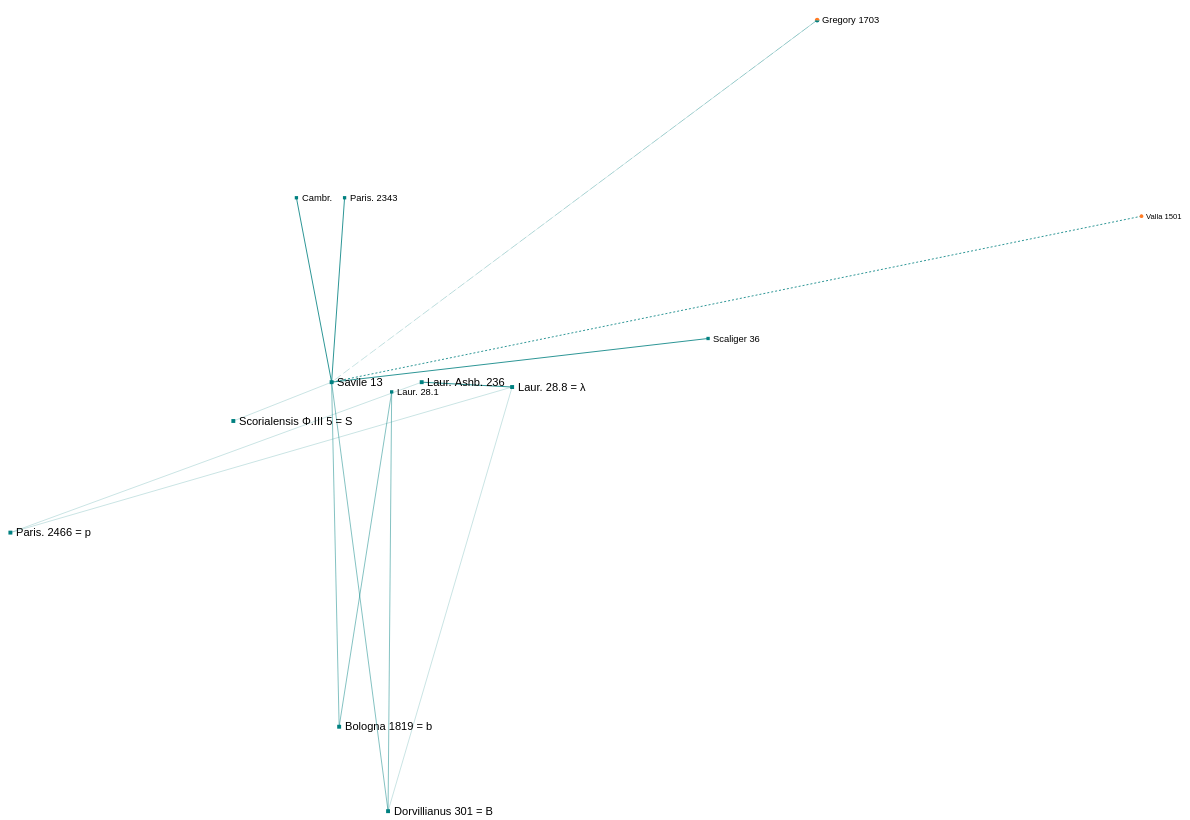 Gregory 1703
Cambr.
Paris. 2343
Valla 1501
Scaliger 36
Savile 13
Laur. Ashb. 236
Laur. 28.8 = λ
Laur. 28.1
Scorialensis Φ.III 5 = S
Paris. 2466 = p
Bologna 1819 = b
Dorvillianus 301 = B